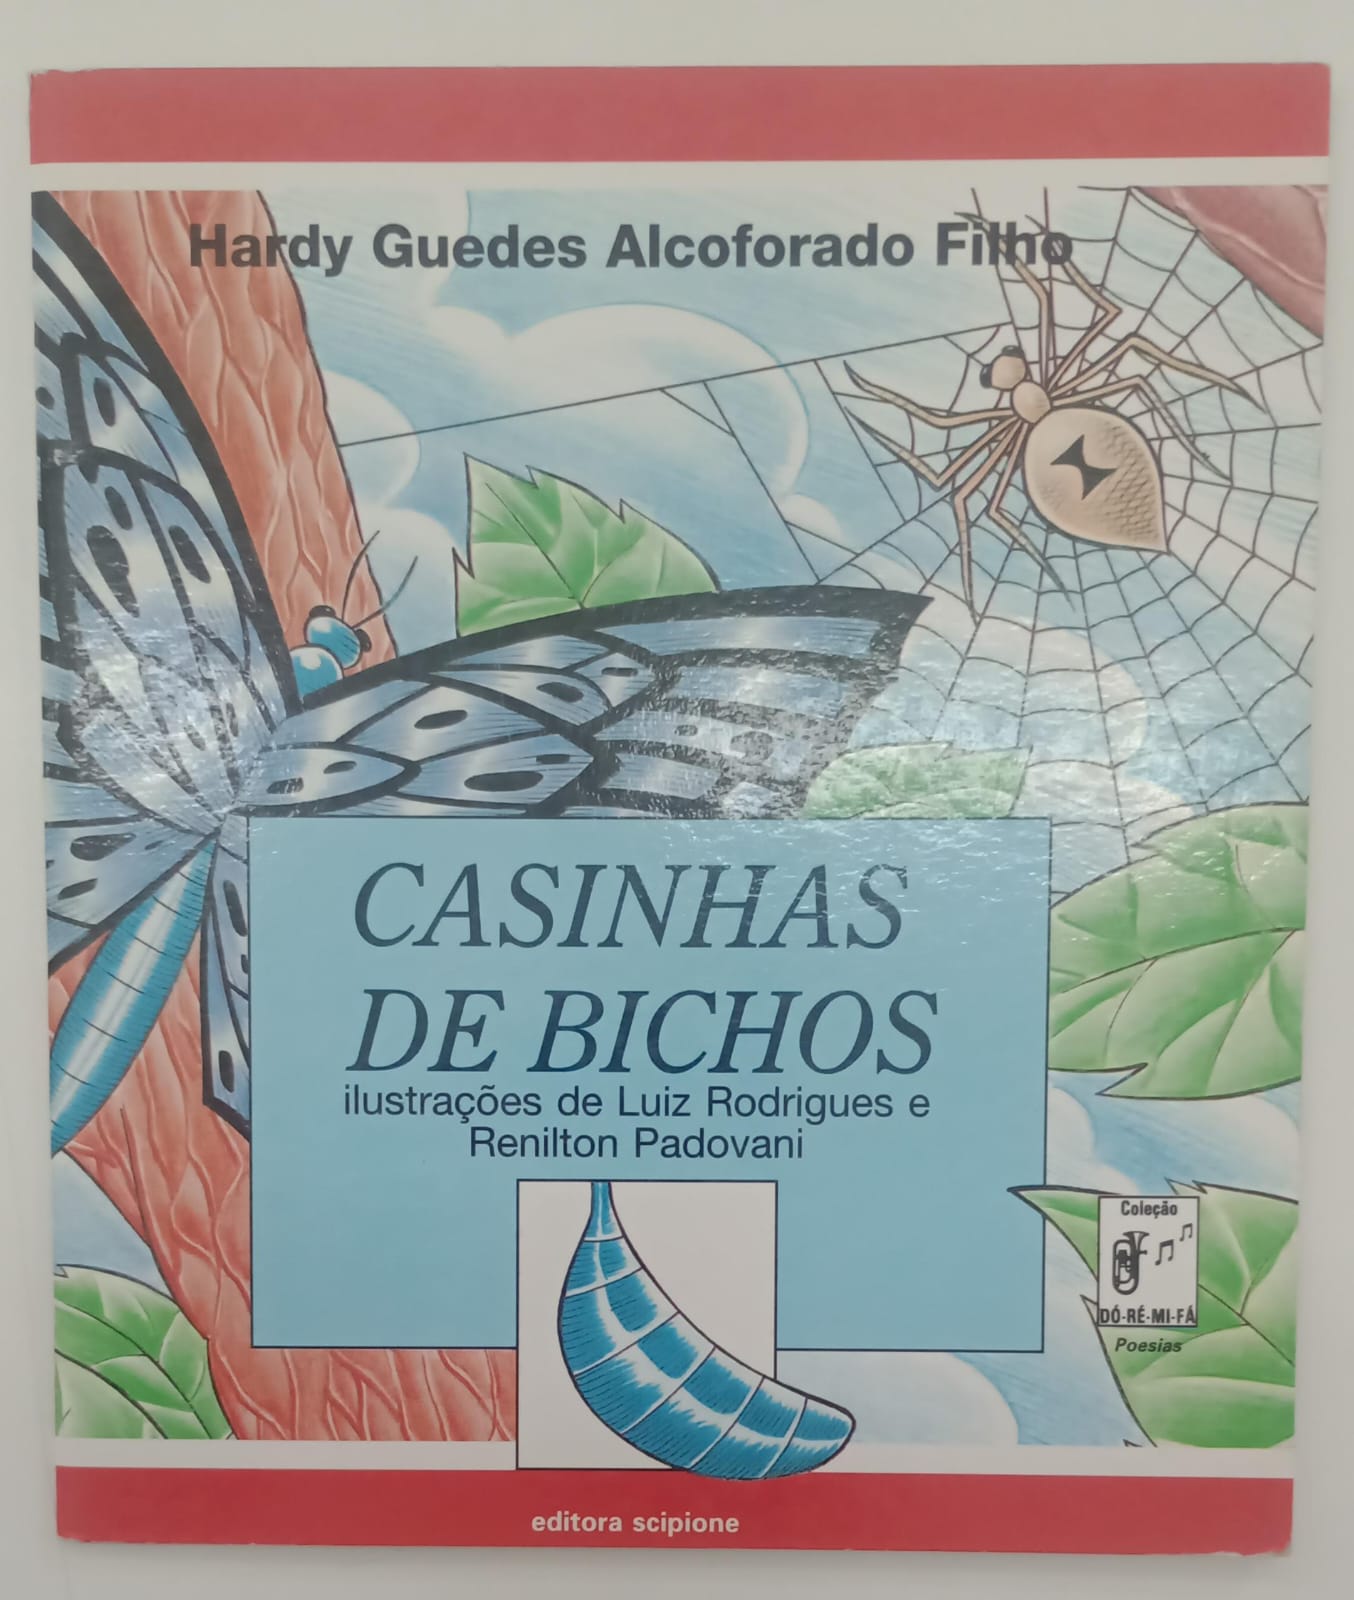 Hardy Guedes Alcoforado Filho
CASINHAS
DE BICHOS
ilustrações de Luiz Rodrigues e
Renilton Padovani
Coleção
DÓ-RÉ-MI-FÁ
Poesias
editora scipione